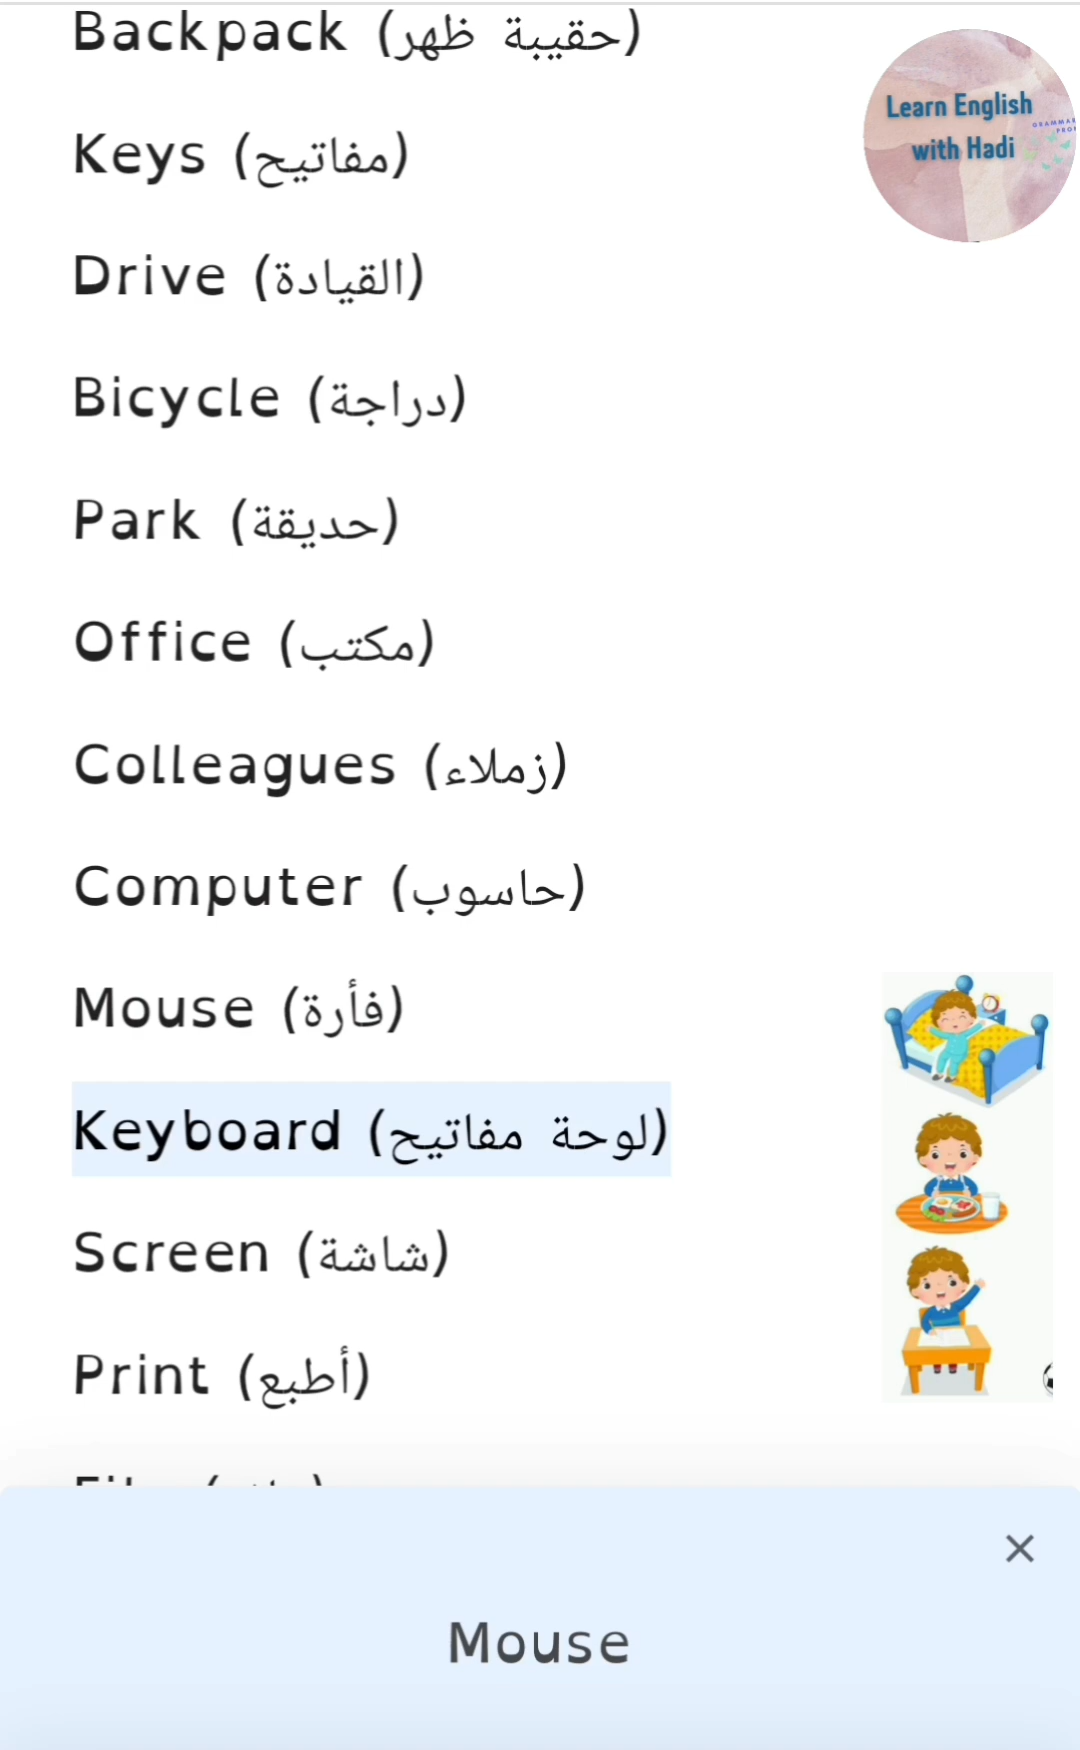 Backpack (حقيبة ظهر)
Learn English
with Hadi
Keys (مفاتيح)
Drive (القيادة)
Bicycle (دراجة)
Park (حديقة)
Office (مكتب)
Colleagues (زملاء)
Computer (حاسوب)
Mouse (فأرة)
Keyboard (لوحة مفاتيح)
Screen (شاشة)
Print (أطبع)
Mouse